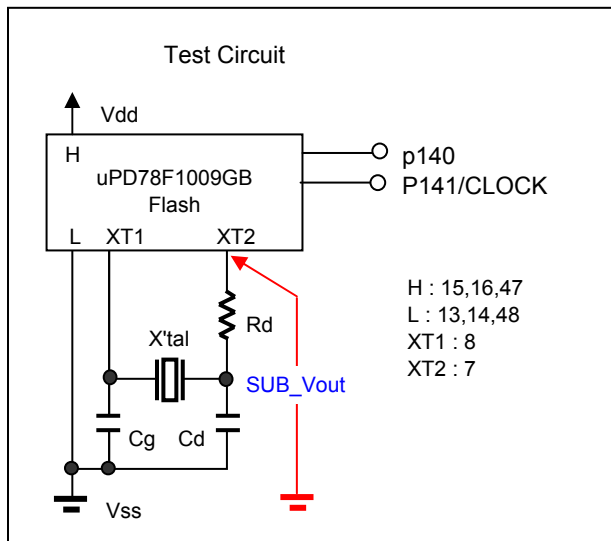 Test Circuit
Vdd
H
uPD78F1009GB
Flash
L XT1 XT2
p140
P141/CLOCK
H : 15,16,47
L : 13,14,48
XT1 : 8
XT2 : 7
Rd
X'tal
SUB_Vout
Cg Cd
Vss